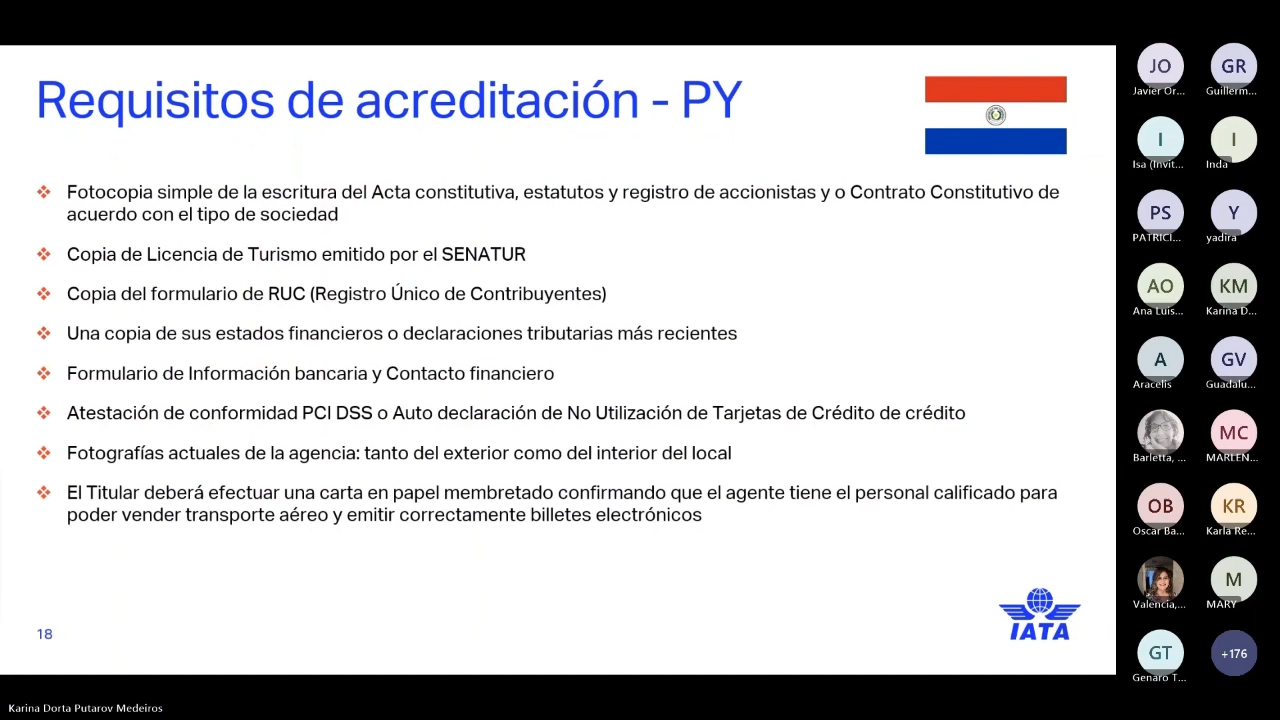 Requisitos de acreditación - PY
Fotocopia simple de la escritura del Acta constitutiva, estatutos y registro de accionistas y o Contrato Constitutivo de
acuerdo con el tipo de sociedad
Copia de Licencia de Turismo emitido por el SENATUR
Copia del formulario de RUC (Registro Único de Contribuyentes)
Una copia de sus estados financieros o declaraciones tributarias más recientes
Formulario de Información bancaria y Contacto financiero
Atestación de conformidad PCI DSS o Auto declaración de No Utilización de Tarjetas de Crédito de crédito
Fotografías actuales de la agencia: tanto del exterior como del interior del local
El Titular deberá efectuar una carta en papel membretado confirmando que el agente tiene el personal calificado para
poder vender transporte aéreo y emitir correctamente billetes electrónicos
18
IATA
JO GR
Javier Or... Guillerm...
I I
Isa (Invit... Inda
PS Y
PATRICI... yadira
AO KM
Ana Luis... Karina D...
A GV
Aracelis Guadalu...
MC
Barletta, ... MARLEN...
OB KR
Oscar Ba... Karla Re...
M
Valencia,... MARY
GT +176
Genaro T...
Karina Dorta Putarov Medeiros